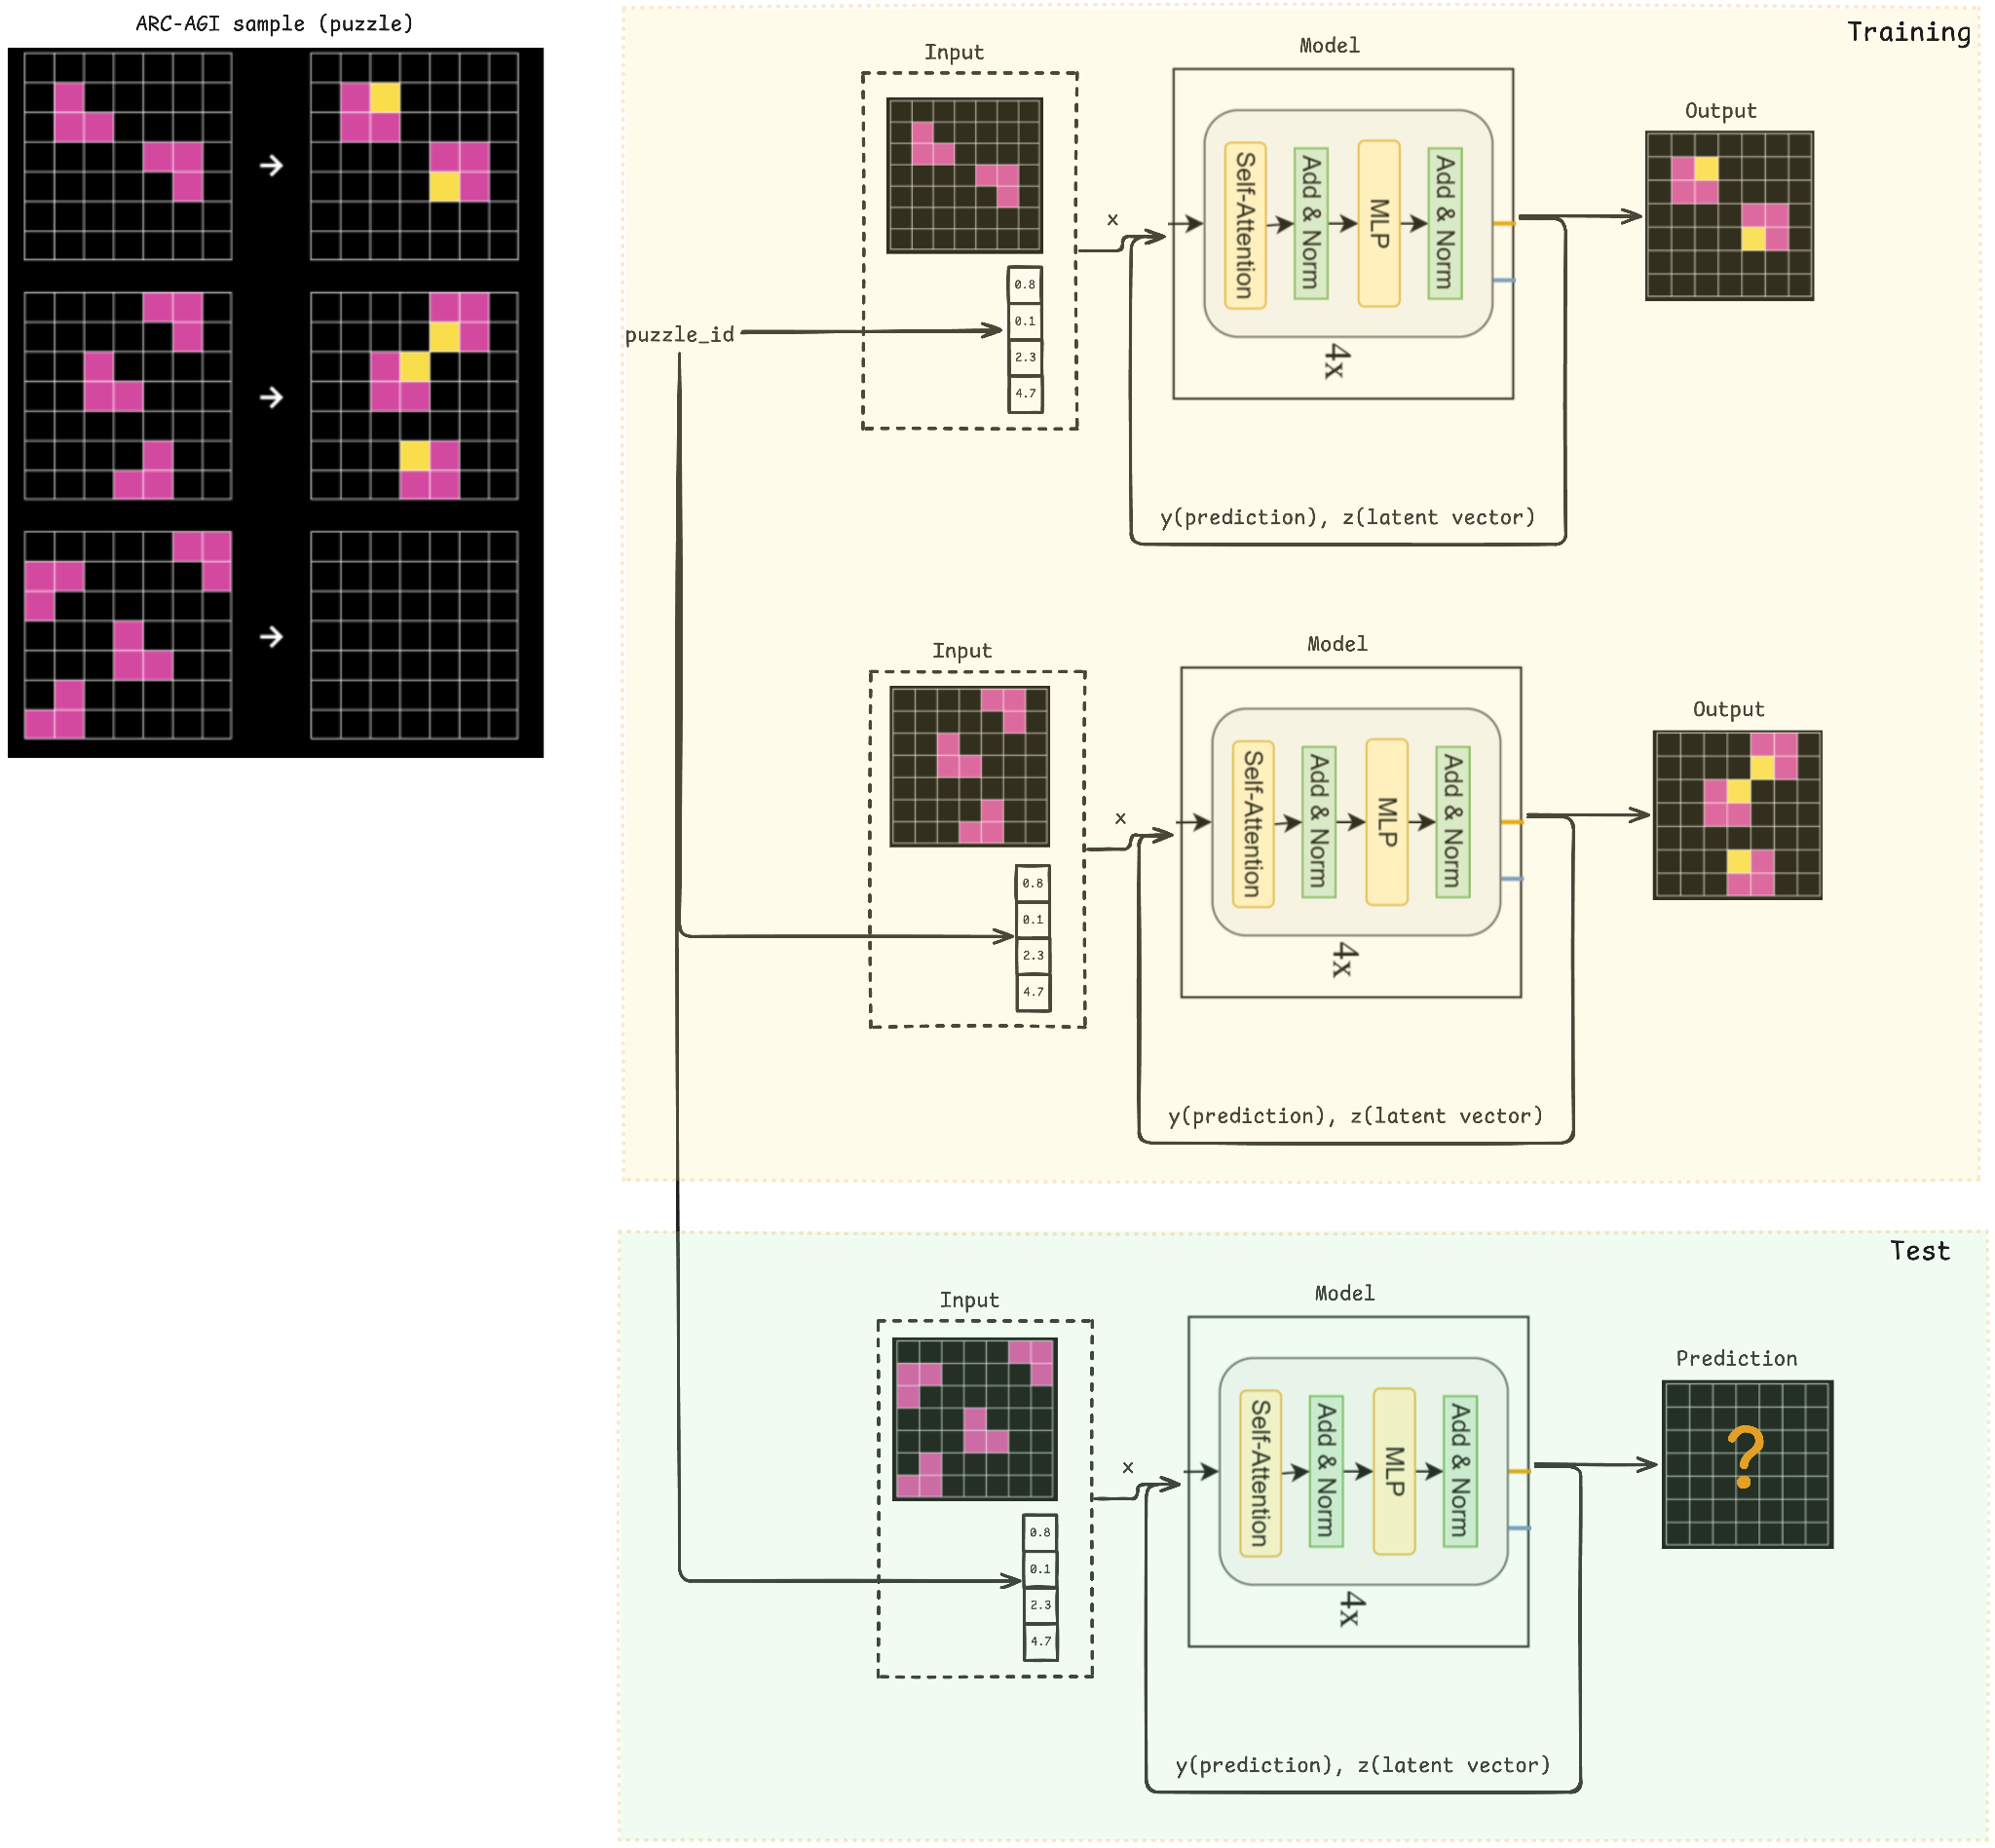 ARC-AGI sample (puzzle)
Training
Input
Model
Output
x
Self-Attention
Add & Norm
MLP
Add & Norm
4x
puzzle_id
0.8
0.1
2.3
4.7
y(prediction), z(latent vector)
Input
Model
Output
x
Self-Attention
Add & Norm
MLP
Add & Norm
4x
0.8
0.1
2.3
4.7
y(prediction), z(latent vector)
Test
Input
Model
Prediction
x
Self-Attention
Add & Norm
MLP
Add & Norm
4x
?
0.8
0.1
2.3
4.7
y(prediction), z(latent vector)